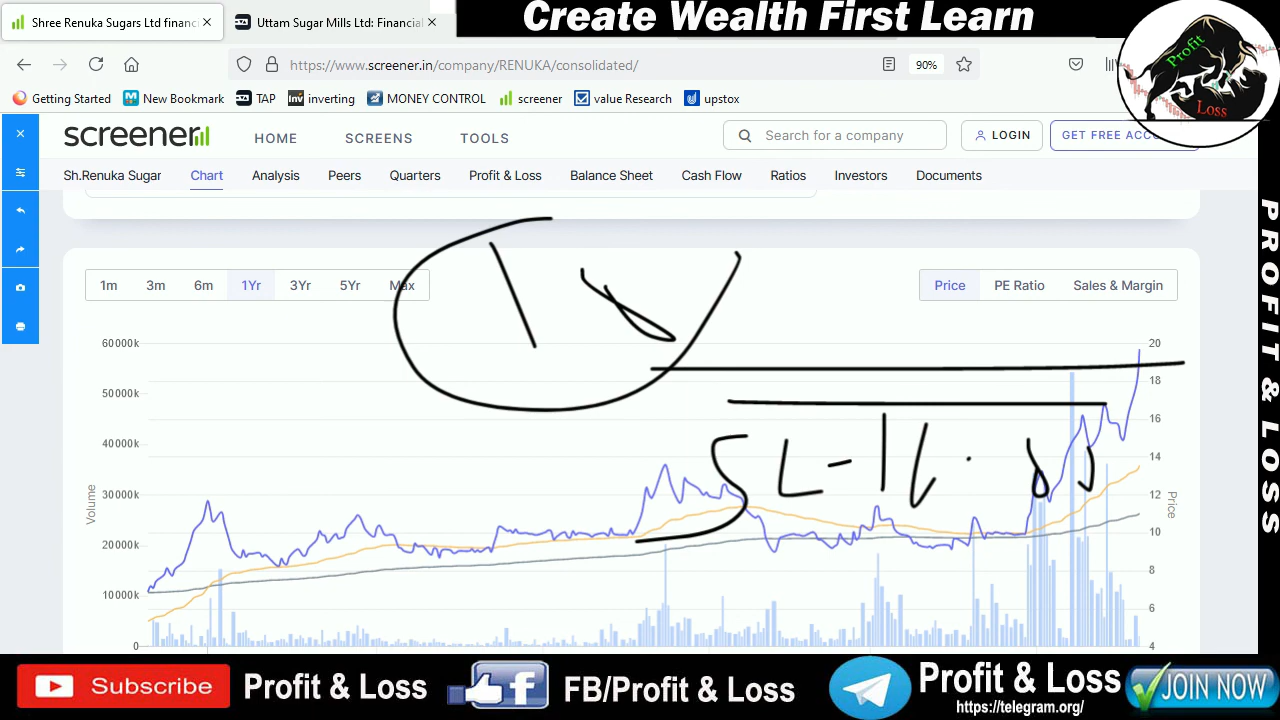 Shree Renuka Sugars Ltd financ × Uttam Sugar Mills Ltd: Financial ×
Create Wealth First Learn
https://www.screener.in/company/RENUKA/consolidated/ 90%
Getting Started New Bookmark TAP inverting MONEYCONTROL screener value Research upstox
Profit
Loss
screener HOME SCREENS TOOLS Search for a company LOGIN GET FREE ACCO
Sh.Renuka Sugar Chart Analysis Peers Quarters Profit & Loss Balance Sheet Cash Flow Ratios Investors Documents
1m 3m 6m 1Yr 3Yr 5Yr Max Price PE Ratio Sales & Margin
60000k 20
18
50000k
16
40000k
14
SL-16.
30000k 12
Volume Price
20000k 10
8
10000k
6
0 4
PROFIT & LOSS
Subscribe Profit & Loss f FB/Profit & Loss Profit & Loss JOIN NOW
https://telegram.org/